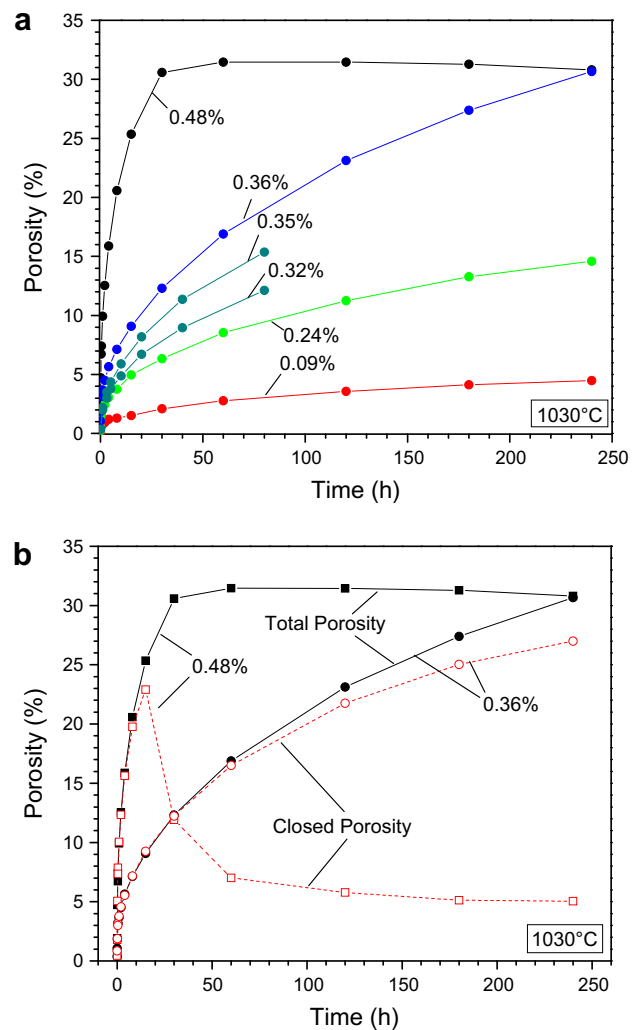 a
35
30
25
20
15
10
5
0
Porosity (%)
0.48%
0.36%
0.35%
0.32%
0.24%
0.09%
1030°C
0 50 100 150 200 250
Time (h)
b
35
30
25
20
15
10
5
0
Porosity (%)
Total Porosity
0.48%
0.36%
Closed Porosity
1030°C
0 50 100 150 200 250
Time (h)